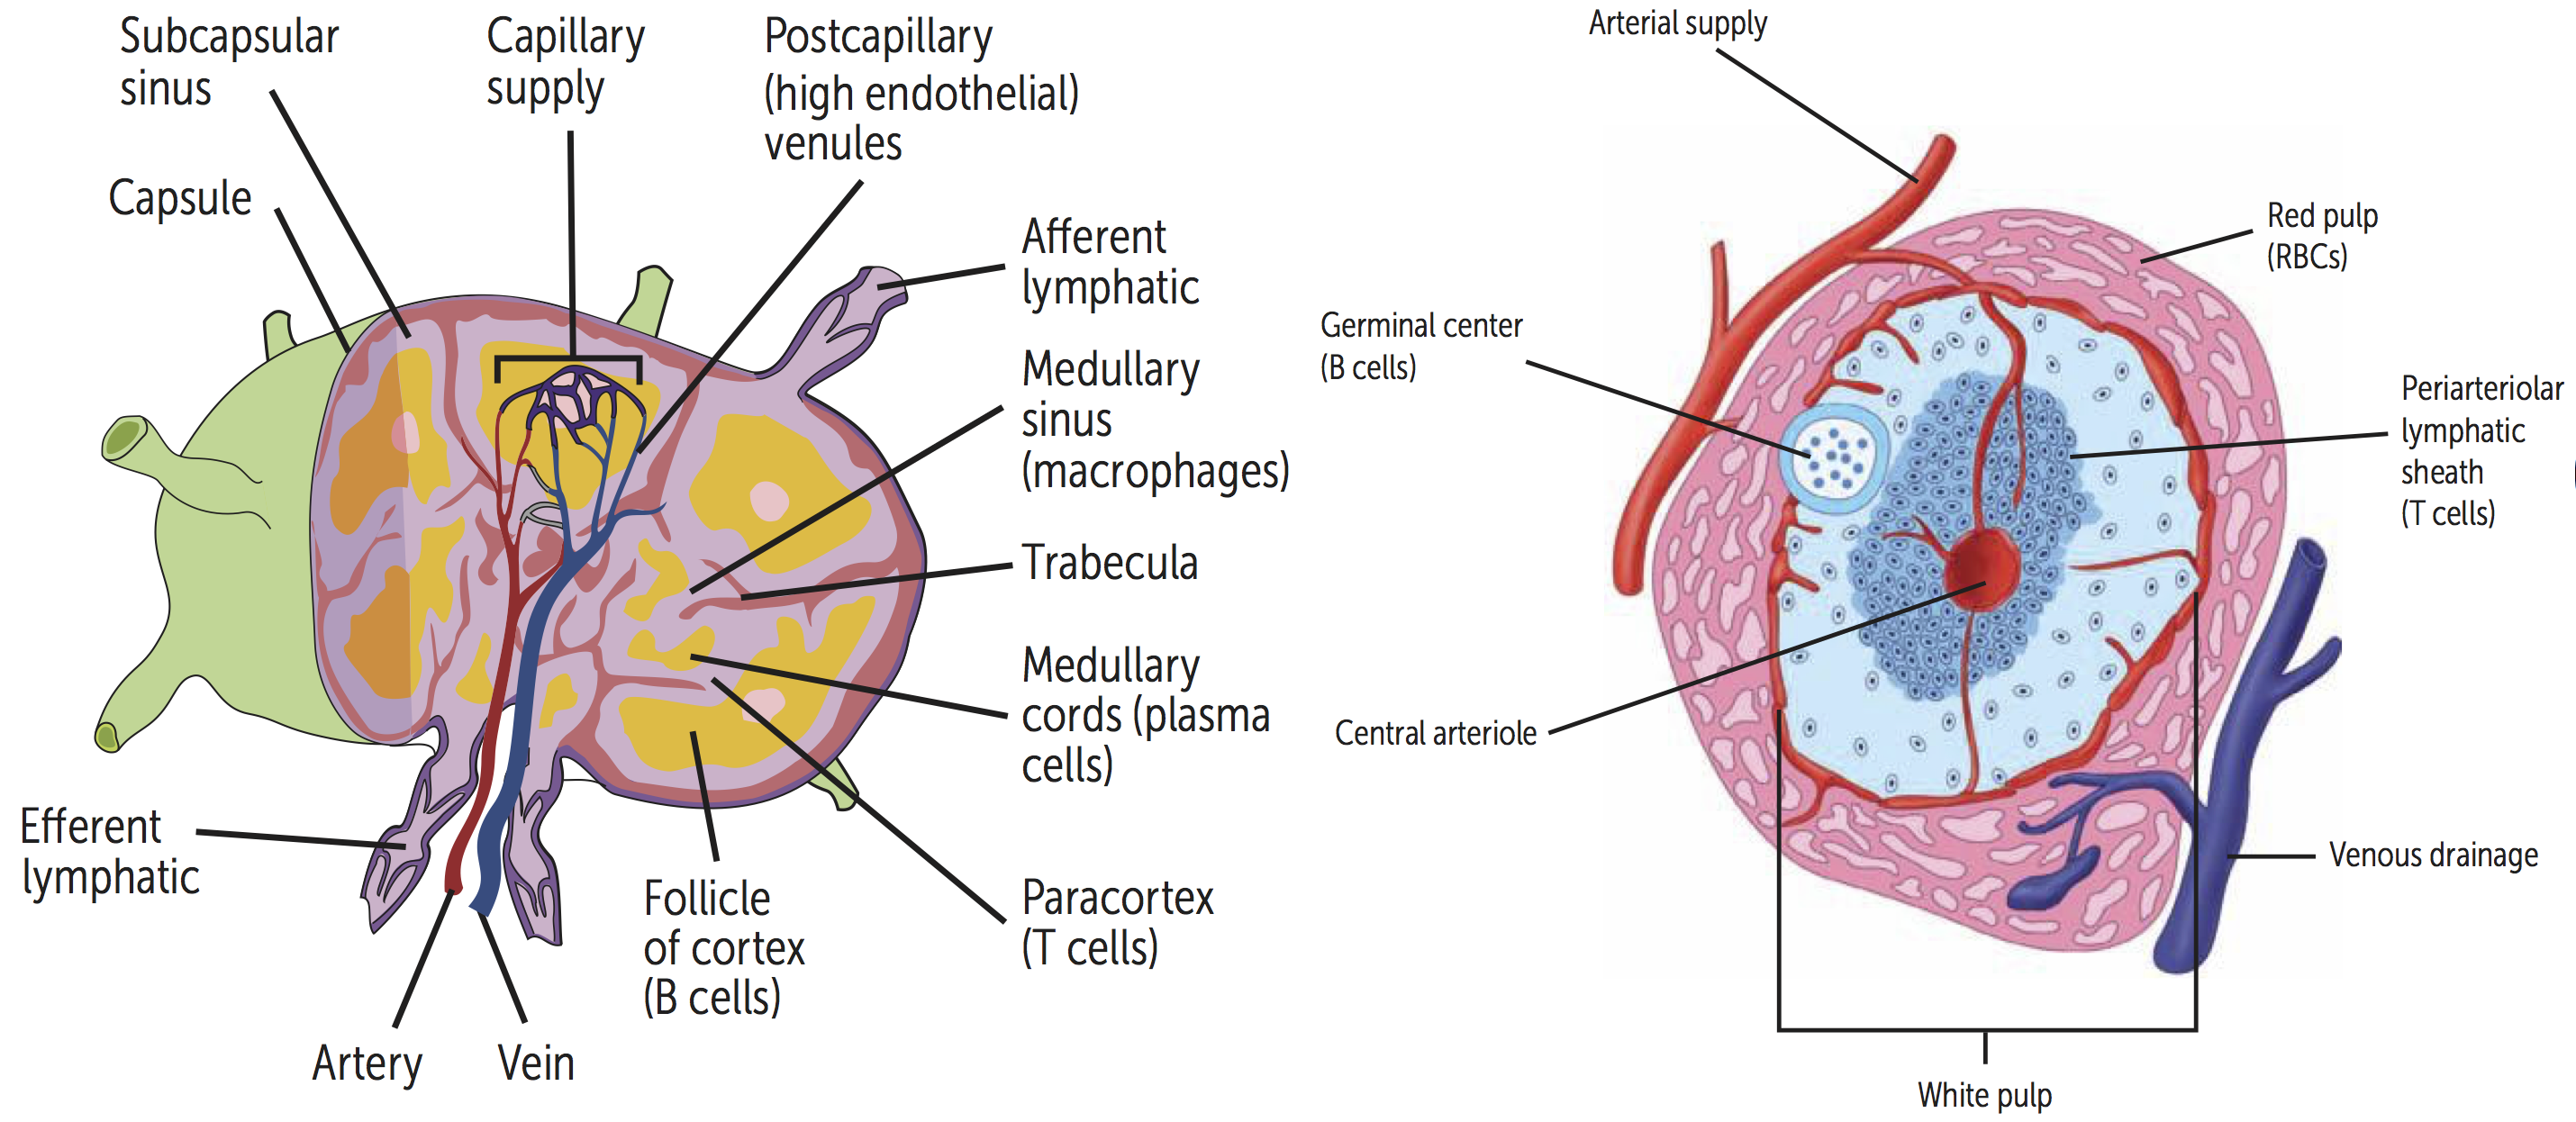 Subcapsular
sinus
Capillary
supply
Postcapillary
(high endothelial)
venules
Capsule
Afferent
lymphatic
Medullary
sinus
(macrophages)
Trabecula
Medullary
cords (plasma
cells)
Efferent
lymphatic
Follicle
of cortex
(B cells)
Paracortex
(T cells)
Artery
Vein
Arterial supply
Red pulp
(RBCs)
Germinal center
(B cells)
Periarteriolar
lymphatic
sheath
(T cells)
Central arteriole
Venous drainage
White pulp